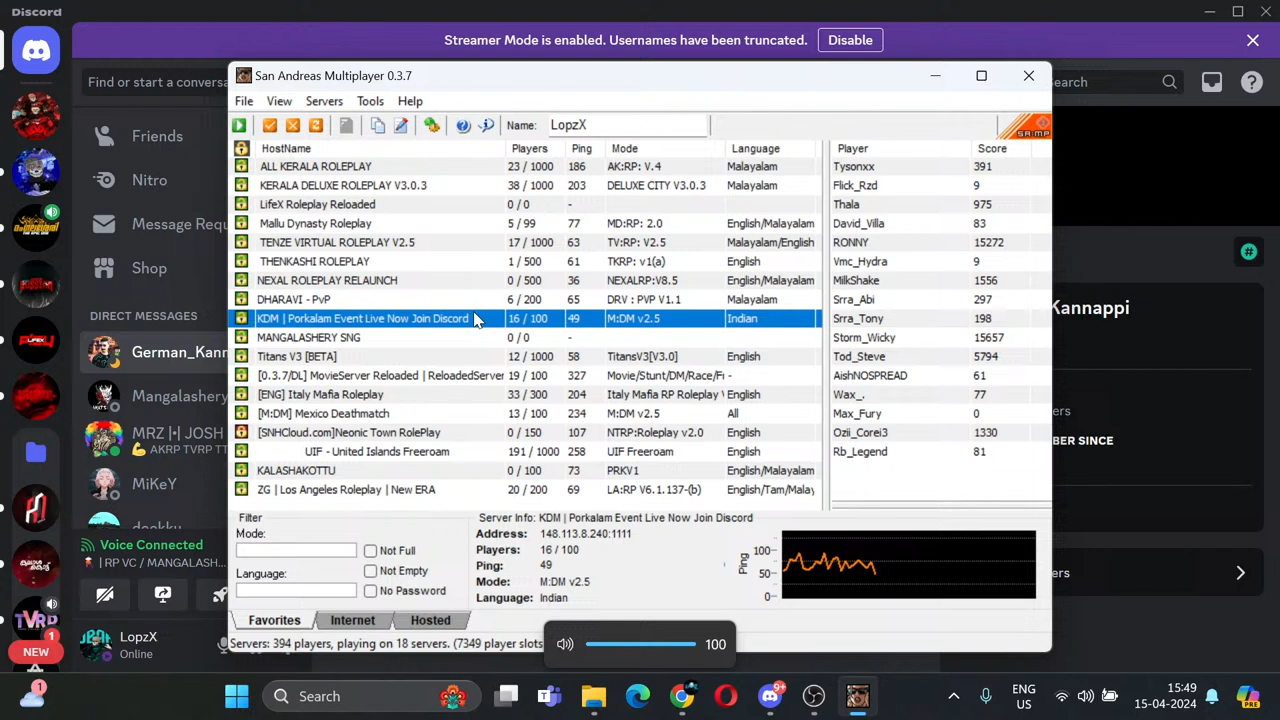 Discord
Streamer Mode is enabled. Usernames have been truncated. Disable
Find or start a conversa
earch
Friends
Nitro
Message Requ
Shop
DIRECT MESSAGES
German_Kann
Mangalashery
MRZ |•| JOSH
AKRP TVRP T
MiKeY
Voice Connected
| RPVC / MANGALASH...
LopzX
Online
NEW
1
San Andreas Multiplayer 0.3.7
File View Servers Tools Help
Name: LopzX
SA:MP
HostName Players Ping Mode Language
ALL KERALA ROLEPLAY 23 / 1000 186 AK:RP: V.4 Malayalam
KERALA DELUXE ROLEPLAY V3.0.3 38 / 1000 203 DELUXE CITY V3.0.3 Malayalam
LifeX Roleplay Reloaded 0 / 0 -
Mallu Dynasty Roleplay 5 / 99 77 MD:RP: 2.0 English/Malayalam
TENZE VIRTUAL ROLEPLAY V2.5 17 / 1000 63 TV:RP: V2.5 Malayalam/English
THENKASHI ROLEPLAY 1 / 500 61 TKRP: v1(a) English
NEXAL ROLEPLAY RELAUNCH 0 / 500 36 NEXALRP:V8.5 English/Malayalam
DHARAVI - PvP 6 / 200 65 DRV : PVP V1.1 Malayalam
KDM | Porkalam Event Live Now Join Discord 16 / 100 49 M:DM v2.5 Indian
MANGALASHERY SNG 0 / 0 -
Titans V3 [BETA] 12 / 1000 58 TitansV3[V3.0] English
[0.3.7/DL] MovieServer Reloaded | ReloadedServer 19 / 100 327 Movie/Stunt/DM/Race/Fr -
[ENG] Italy Mafia Roleplay 33 / 300 204 Italy Mafia RP Roleplay V English
[M:DM] Mexico Deathmatch 13 / 100 234 M:DM v2.5 All
[SNHCloud.com]Neonic Town RolePlay 0 / 150 107 NTRP:Roleplay v2.0 English
UIF - United Islands Freeroam 191 / 1000 258 UIF Freeroam English
KALASHAKOTTU 0 / 100 73 PRKV1 English/Malayalam
ZG | Los Angeles Roleplay | New ERA 20 / 200 69 LA:RP V6.1.137-(b) English/Tam/Malay
Player Score
Tysonxx 391
Flick_Rzd 9
Thala 975
David_Villa 83
RONNY 15272
Vmc_Hydra 9
MilkShake 1556
Srra_Abi 297
Srra_Tony 198
Storm_Wicky 15657
Tod_Steve 5794
AishNOSPREAD 61
Wax_. 77
Max_Fury 0
Ozii_Corei3 1330
Rb_Legend 81
Filter
Mode:
Language:
Not Full
Not Empty
No Password
Server Info: KDM | Porkalam Event Live Now Join Discord
Address: 148.113.8.240:1111
Players: 16 / 100
Ping: 49
Mode: M:DM v2.5
Language: Indian
Ping
100
50
0
Favorites Internet Hosted
Servers: 394 players, playing on 18 servers. (7349 player slots
100
Kannappi
BER SINCE
1
Search
9+
ENG
US
15:49
15-04-2024
PRE